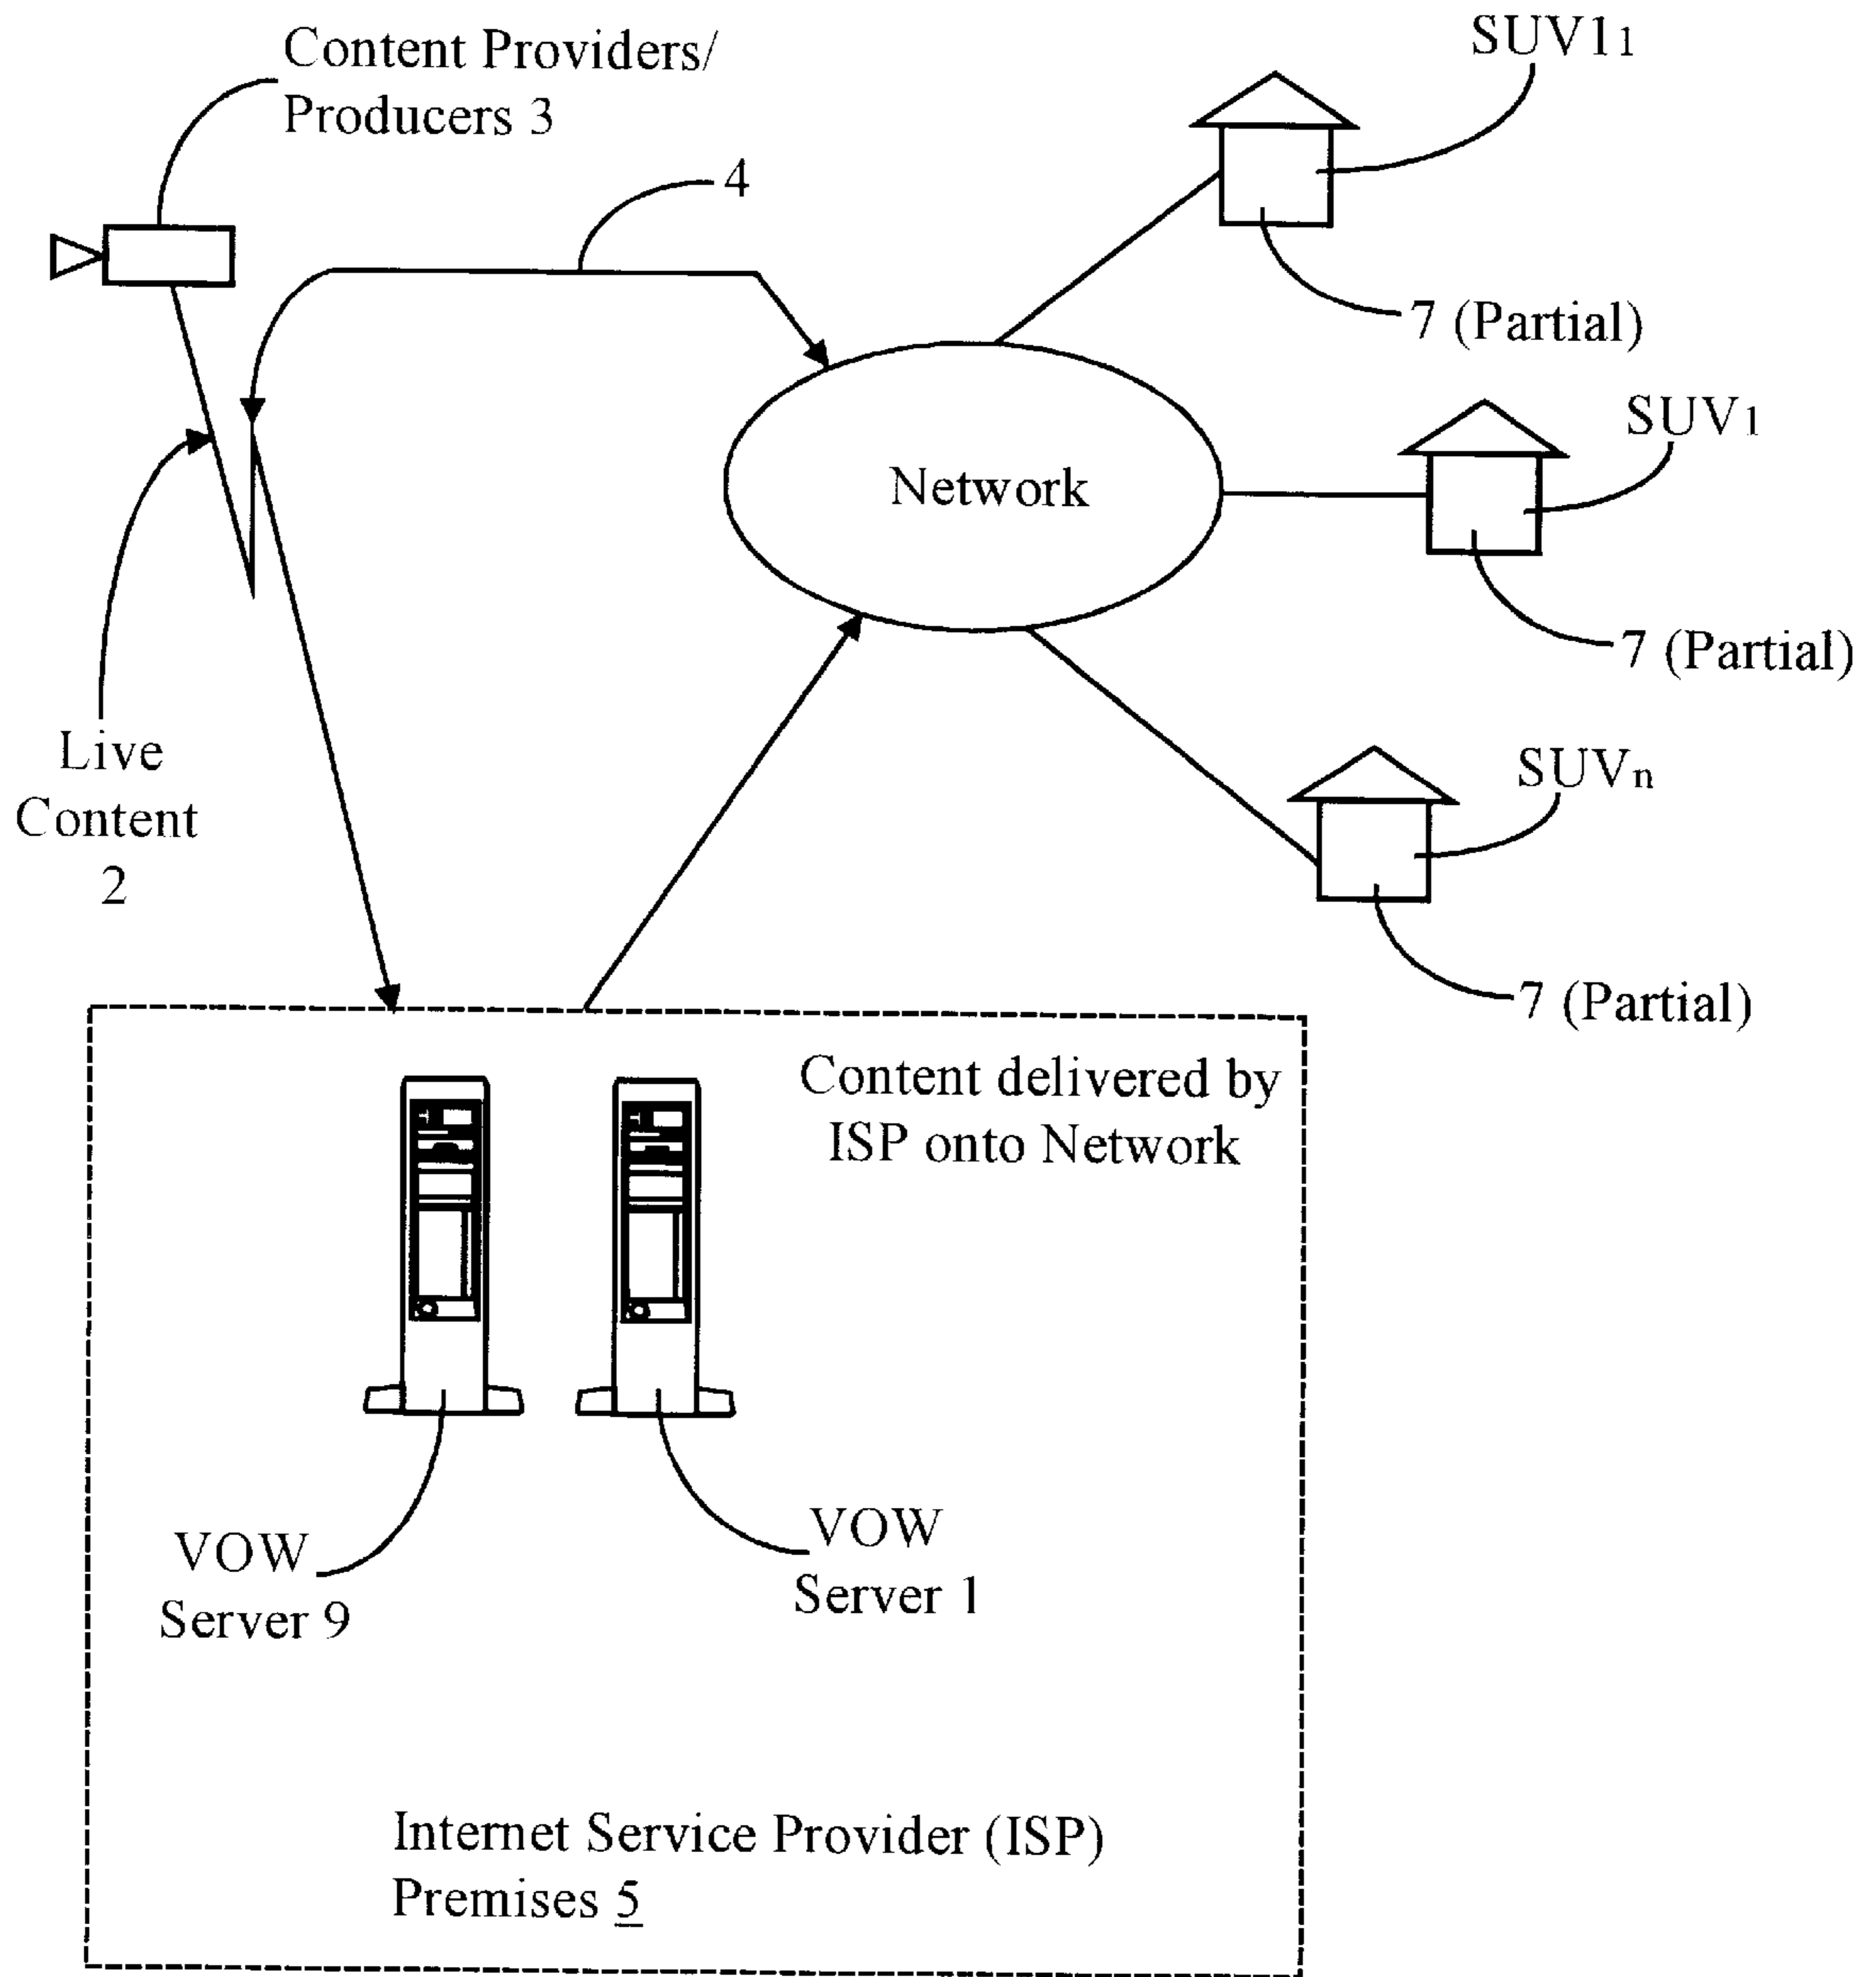 Content Providers/
Producers 3
SUV11
4
7 (Partial)
SUV1
Network
7 (Partial)
Live
Content
2
SUVn
7 (Partial)
Content delivered by
ISP onto Network
VOW
Server 9
VOW
Server 1
Internet Service Provider (ISP)
Premises 5